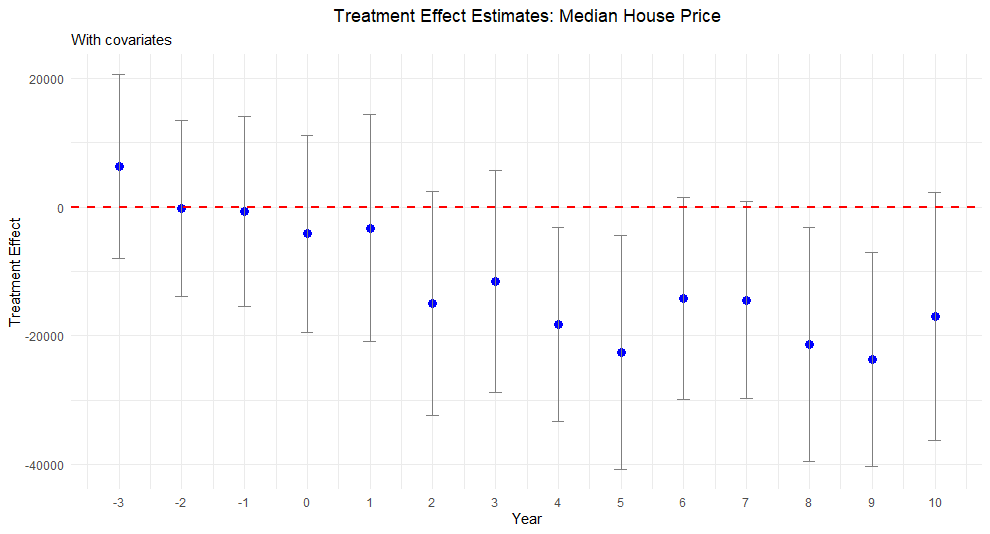 Treatment Effect Estimates: Median House Price
With covariates
20000
0
-20000
-40000
Treatment Effect
-3 -2 -1 0 1 2 3 4 5 6 7 8 9 10
Year